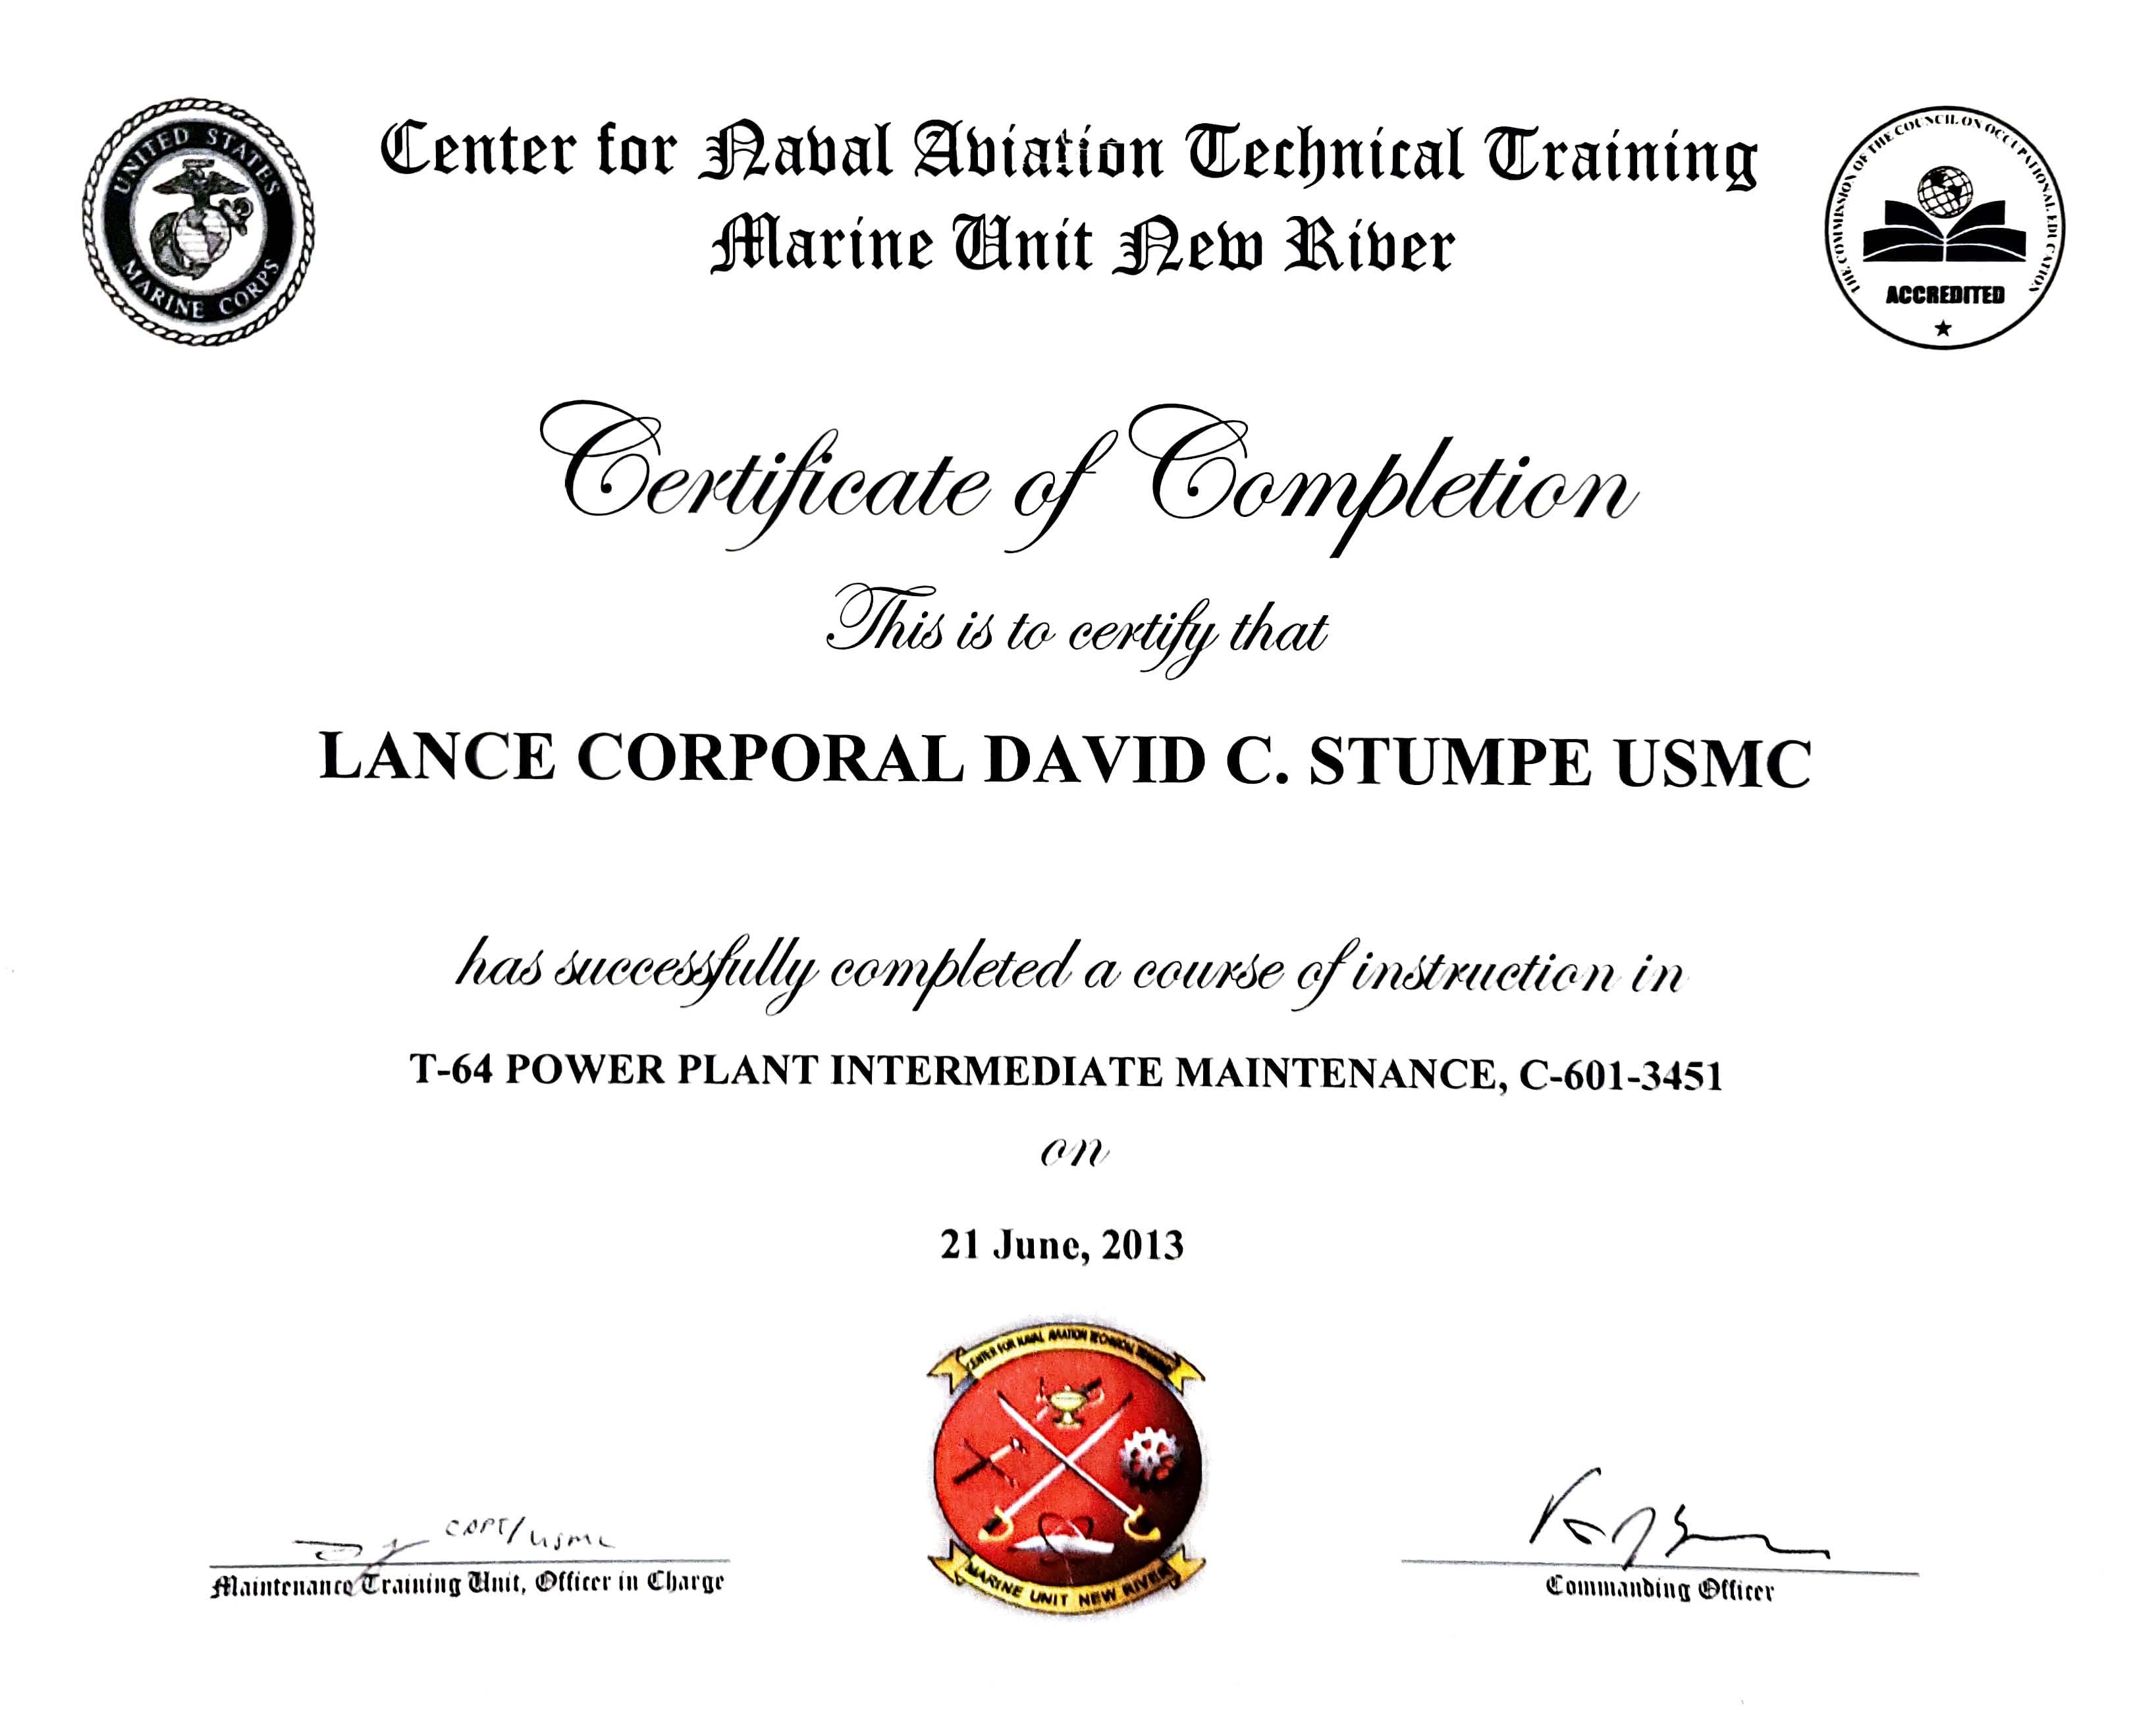 UNITED STATES
MARINE CORPS
Center for Naval Aviation Technical Training
Marine Unit New River
THE COMMISSION OF THE COUNCIL ON OCCUPATIONAL EDUCATION
ACCREDITED
Certificate of Completion
This is to certify that
LANCE CORPORAL DAVID C. STUMPE USMC
has successfully completed a course of instruction in
T-64 POWER PLANT INTERMEDIATE MAINTENANCE, C-601-3451
on
21 June, 2013
CENTER FOR NAVAL AVIATION TECHNICAL TRAINING
MARINE UNIT NEW RIVER
CAPT/USMC
Maintenance Training Unit, Officer in Charge
Commanding Officer